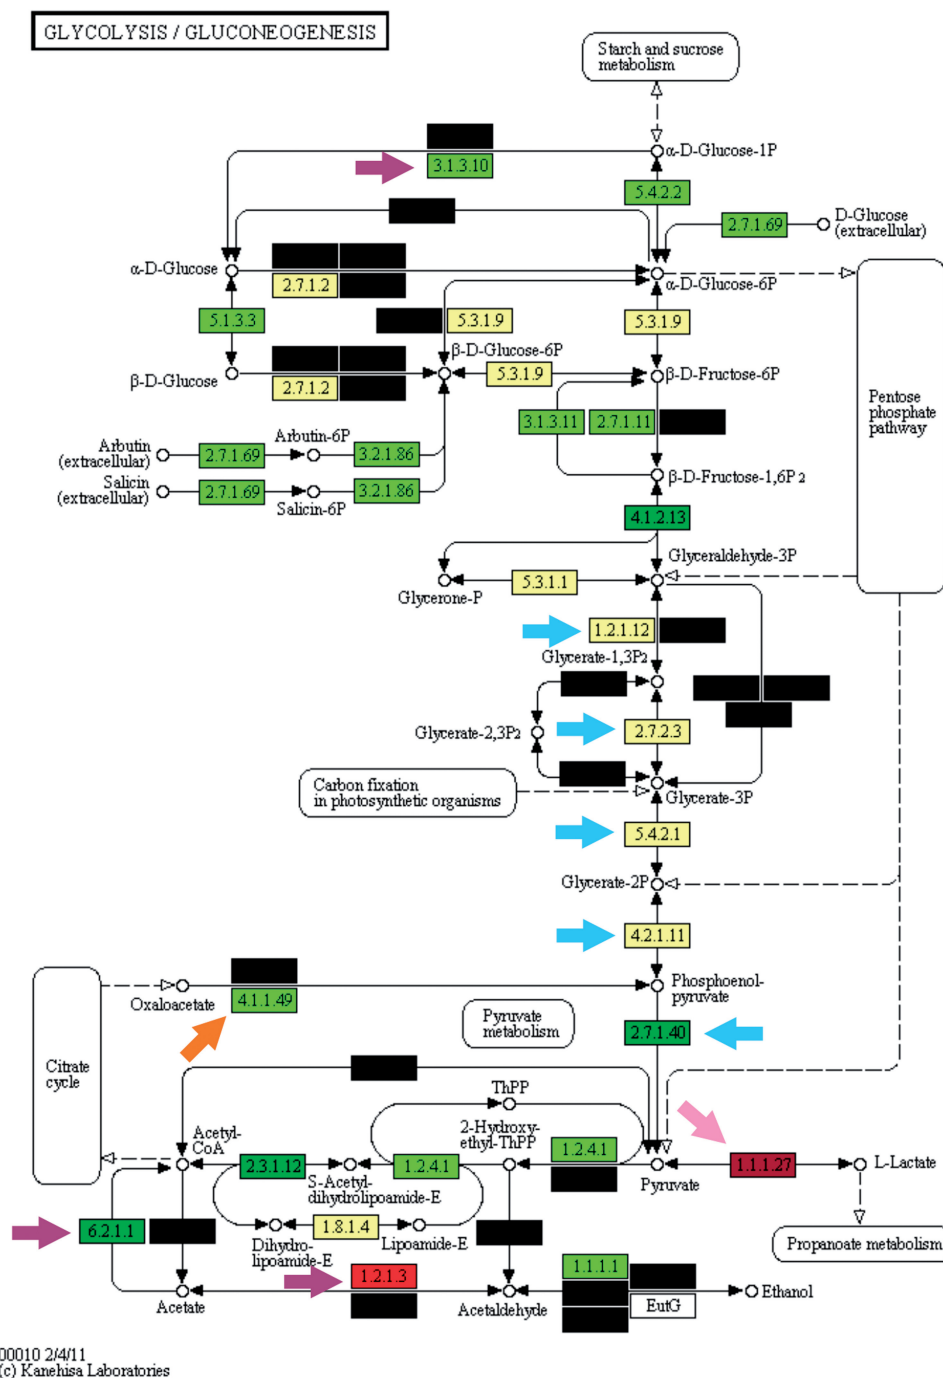 GLYCOLYSIS / GLUCONEOGENESIS
Starch and sucrose
metabolism
α-D-Glucose-1P
3.1.3.10
5.4.2.2
D-Glucose
(extracellular)
2.7.1.69
α-D-Glucose
2.7.1.2
α-D-Glucose-6P
5.1.3.3
5.3.1.9
5.3.1.9
β-D-Glucose-6P
β-D-Glucose
2.7.1.2
5.3.1.9
β-D-Fructose-6P
Pentose
phosphate
pathway
3.1.3.11
2.7.1.11
Arbutin
(extracellular)
2.7.1.69
Arbutin-6P
3.2.1.86
Salicin
(extracellular)
2.7.1.69
Salicin-6P
3.2.1.86
β-D-Fructose-1,6P2
4.1.2.13
Glyceraldehyde-3P
5.3.1.1
Glycerone-P
1.2.1.12
Glycerate-1,3P2
Glycerate-2,3P2
2.7.2.3
Carbon fixation
in photosynthetic organisms
Glycerate-3P
5.4.2.1
Glycerate-2P
4.2.1.11
Oxaloacetate
4.1.1.49
Phosphoenol-
pyruvate
Pyruvate
metabolism
2.7.1.40
Citrate
cycle
ThPP
2-Hydroxy-
ethyl-ThPP
Acetyl-
CoA
2.3.1.12
S-Acetyl-
dihydrolipoamide-E
1.2.4.1
1.2.4.1
Pyruvate
1.1.1.27
L-Lactate
6.2.1.1
1.8.1.4
Dihydro-
lipoamide-E
Lipoamide-E
Propanoate metabolism
1.2.1.3
1.1.1.1
Acetate
Acetaldehyde
EutG
Ethanol
00010 2/4/11
(c) Kanehisa Laboratories